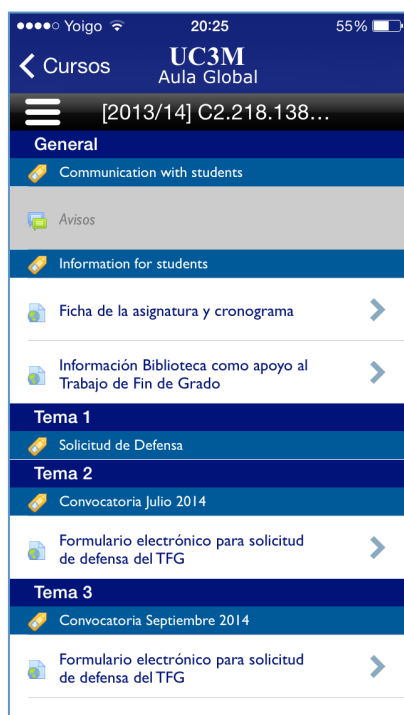 Yoigo 20:25 55%
Cursos
UC3M
Aula Global
[2013/14] C2.218.138...
General
Communication with students
Avisos
Information for students
Ficha de la asignatura y cronograma
Información Biblioteca como apoyo al
Trabajo de Fin de Grado
Tema 1
Solicitud de Defensa
Tema 2
Convocatoria Julio 2014
Formulario electrónico para solicitud
de defensa del TFG
Tema 3
Convocatoria Septiembre 2014
Formulario electrónico para solicitud
de defensa del TFG